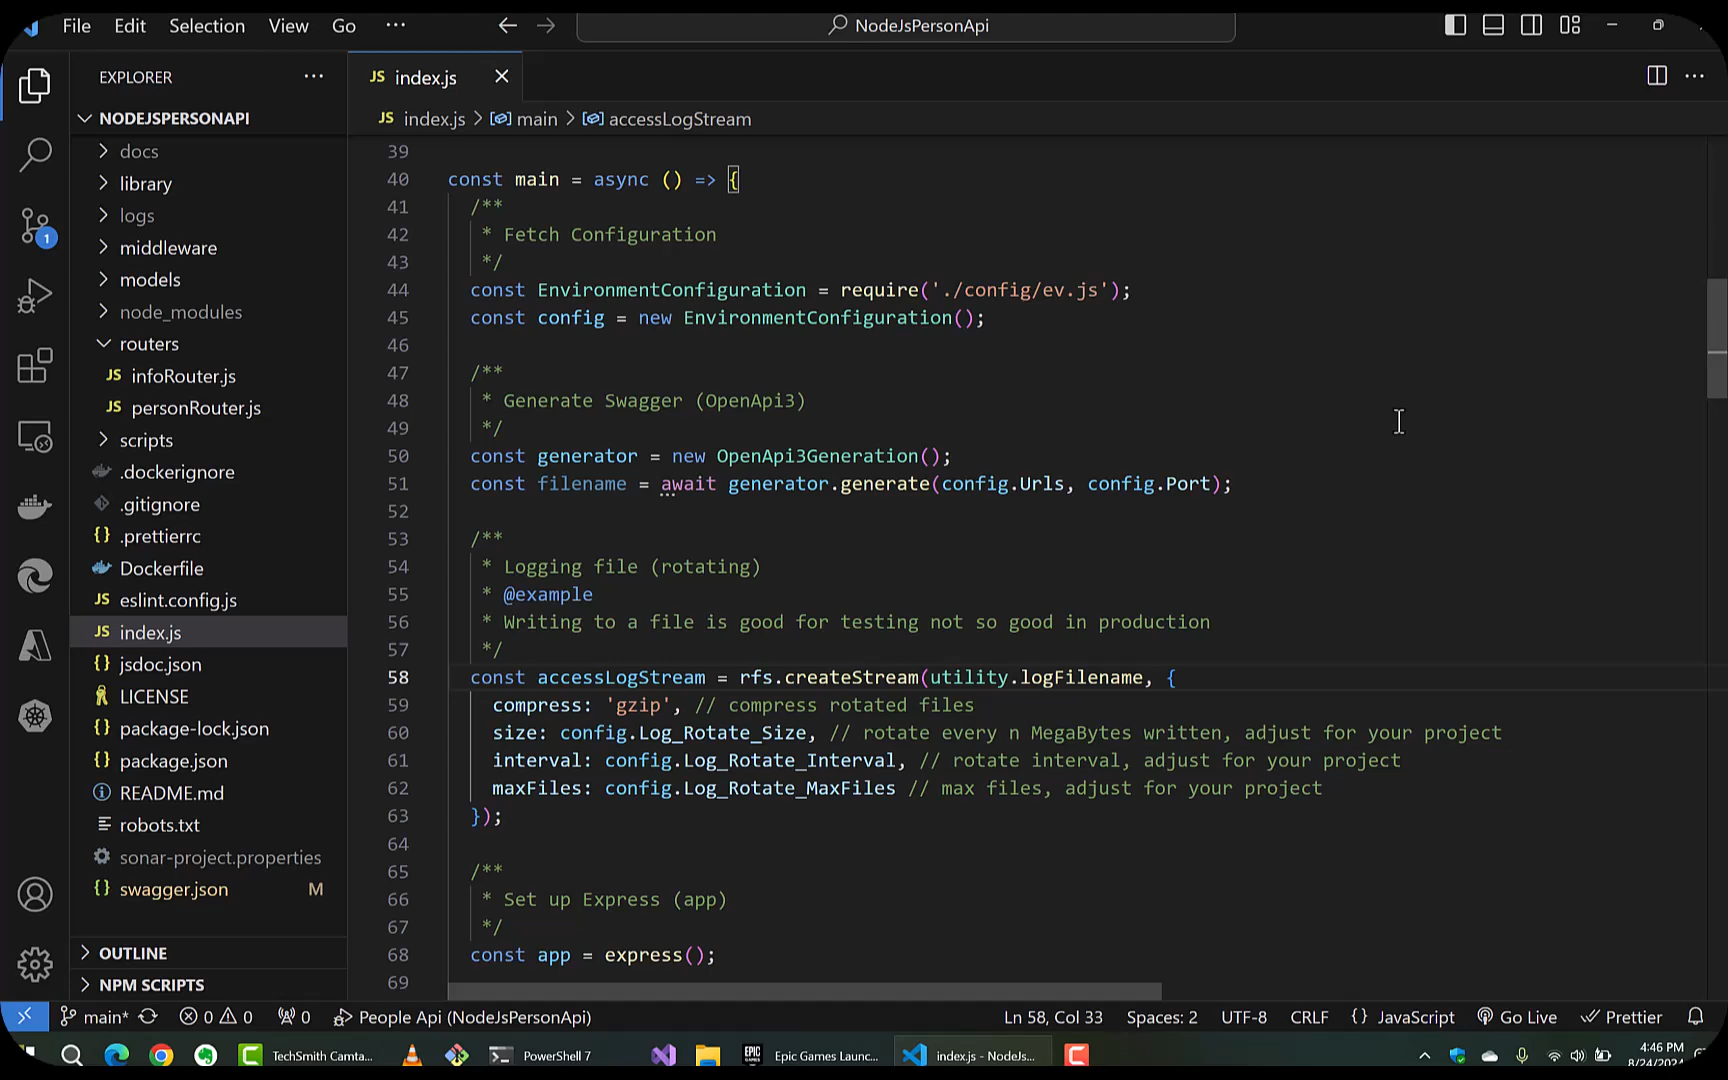 File Edit Selection View Go ··· NodeJsPersonApi
EXPLORER ···
NODEJSPERSONAPI
docs
library
logs
middleware
models
node_modules
routers
JS infoRouter.js
JS personRouter.js
scripts
.dockerignore
.gitignore
{} .prettierrc
Dockerfile
JS eslint.config.js
JS index.js
{} jsdoc.json
LICENSE
{} package-lock.json
{} package.json
README.md
robots.txt
sonar-project.properties
{} swagger.json M
OUTLINE
NPM SCRIPTS
1
JS index.js
JS index.js > main > accessLogStream
39
40 const main = async () => {
41 /**
42 * Fetch Configuration
43 */
44 const EnvironmentConfiguration = require('./config/ev.js');
45 const config = new EnvironmentConfiguration();
46
47 /**
48 * Generate Swagger (OpenApi3)
49 */
50 const generator = new OpenApi3Generation();
51 const filename = await generator.generate(config.Urls, config.Port);
52
53 /**
54 * Logging file (rotating)
55 * @example
56 * Writing to a file is good for testing not so good in production
57 */
58 const accessLogStream = rfs.createStream(utility.logFilename, {
59 compress: 'gzip', // compress rotated files
60 size: config.Log_Rotate_Size, // rotate every n MegaBytes written, adjust for your project
61 interval: config.Log_Rotate_Interval, // rotate interval, adjust for your project
62 maxFiles: config.Log_Rotate_MaxFiles // max files, adjust for your project
63 });
64
65 /**
66 * Set up Express (app)
67 */
68 const app = express();
69
main* 0 0 0 People Api (NodeJsPersonApi) Ln 58, Col 33 Spaces: 2 UTF-8 CRLF {} JavaScript Go Live Prettier
TechSmith Camta... PowerShell 7 EPIC GAMES Epic Games Launc... index.js - NodeJs... 4:46 PM